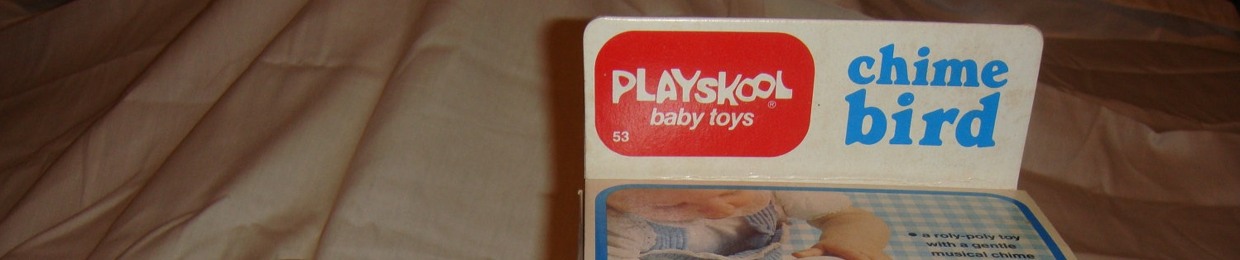 PLAYSKOOL®
baby toys
53
chime
bird
• a roly-poly toy
with a gentle
musical chime